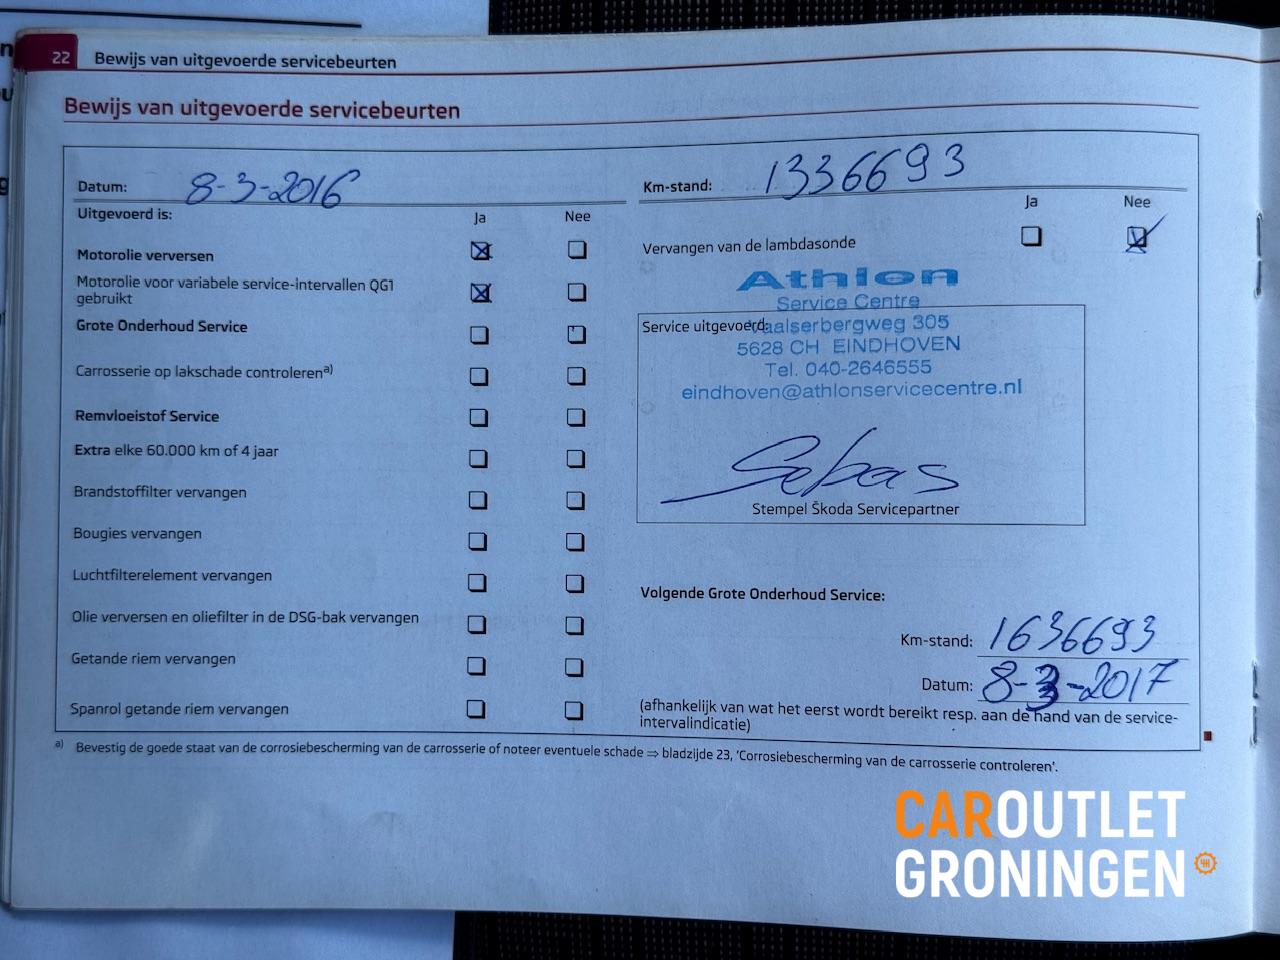 22 Bewijs van uitgevoerde servicebeurten
Bewijs van uitgevoerde servicebeurten
Datum: 8-3-2016
Uitgevoerd is: Ja Nee
Motorolie verversen
Motorolie voor variabele service-intervallen QG1
gebruikt
Grote Onderhoud Service
Carrosserie op lakschade controleren a)
Remvloeistof Service
Extra elke 60.000 km of 4 jaar
Brandstoffilter vervangen
Bougies vervangen
Luchtfilterelement vervangen
Olie verversen en oliefilter in de DSG-bak vervangen
Getande riem vervangen
Spanrol getande riem vervangen
Km-stand: 1336693
Ja Nee
Vervangen van de lambdasonde
Athlon
Service Centre
Service uitgevoerd:
Vaalserbergweg 305
5628 CH EINDHOVEN
Tel. 040-2646555
eindhoven@athlonservicecentre.nl
Sebas
Stempel Škoda Servicepartner
Volgende Grote Onderhoud Service:
Km-stand: 1636693
Datum: 8-3-2017
(afhankelijk van wat het eerst wordt bereikt resp. aan de hand van de service-
intervalindicatie)
a) Bevestig de goede staat van de corrosiebescherming van de carrosserie of noteer eventuele schade ⇒ bladzijde 23, 'Corrosiebescherming van de carrosserie controleren'.
CAROUTLET
GRONINGEN